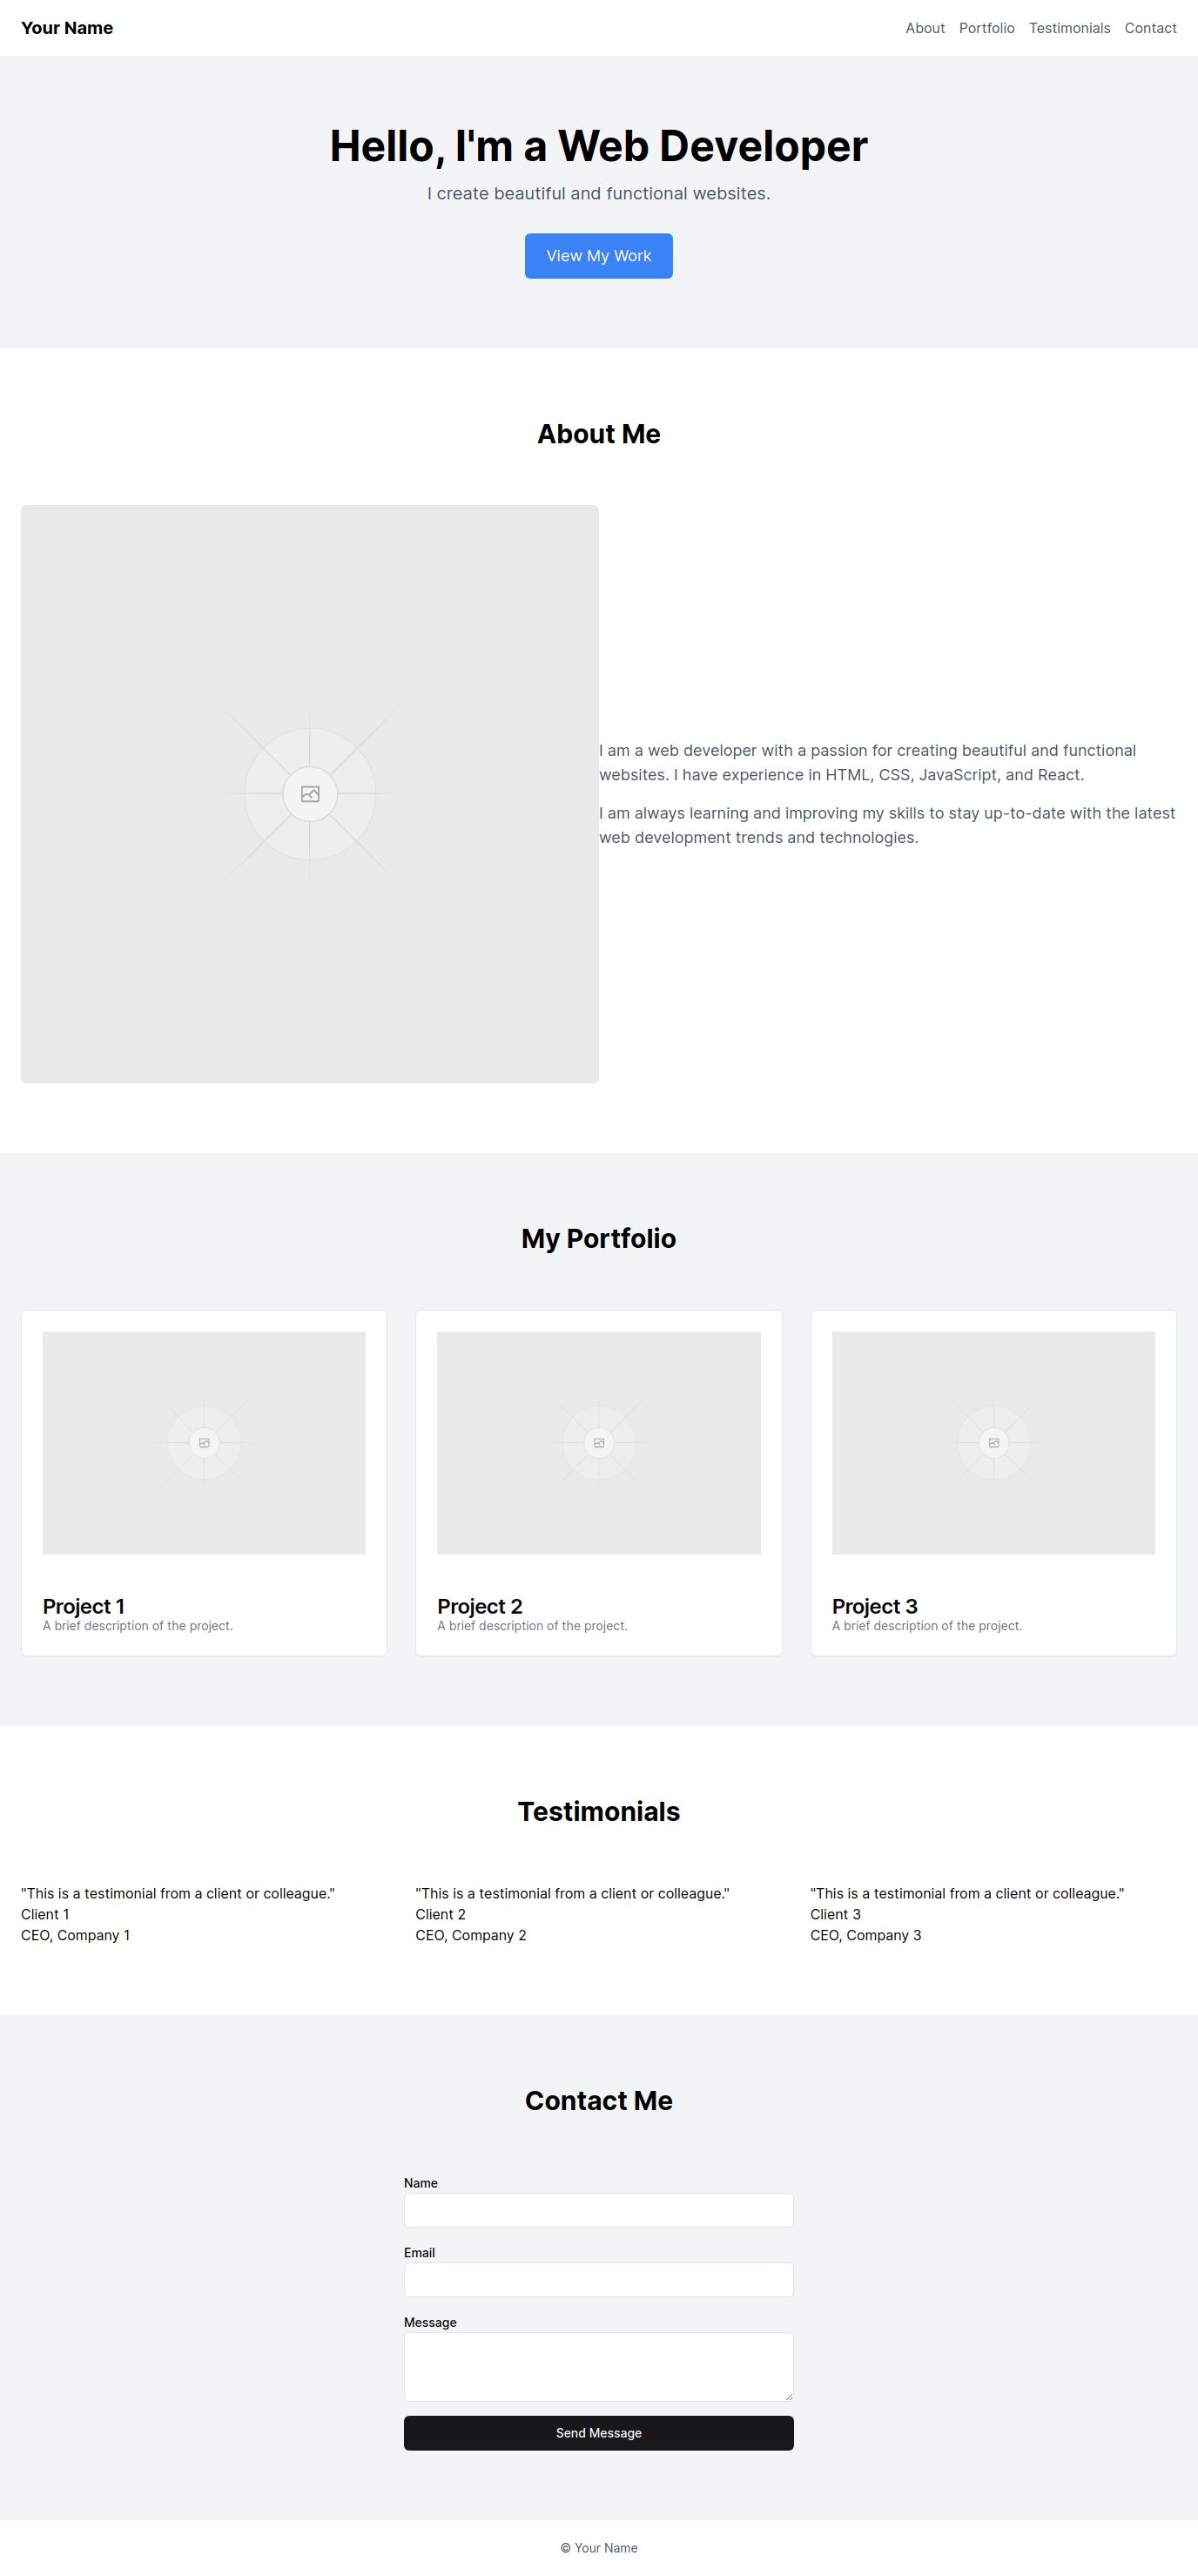 Your Name
About Portfolio Testimonials Contact
Hello, I'm a Web Developer
I create beautiful and functional websites.
View My Work
About Me
I am a web developer with a passion for creating beautiful and functional
websites. I have experience in HTML, CSS, JavaScript, and React.
I am always learning and improving my skills to stay up-to-date with the latest
web development trends and technologies.
My Portfolio
Project 1
A brief description of the project.
Project 2
A brief description of the project.
Project 3
A brief description of the project.
Testimonials
"This is a testimonial from a client or colleague."
Client 1
CEO, Company 1
"This is a testimonial from a client or colleague."
Client 2
CEO, Company 2
"This is a testimonial from a client or colleague."
Client 3
CEO, Company 3
Contact Me
Name
Email
Message
Send Message
© Your Name